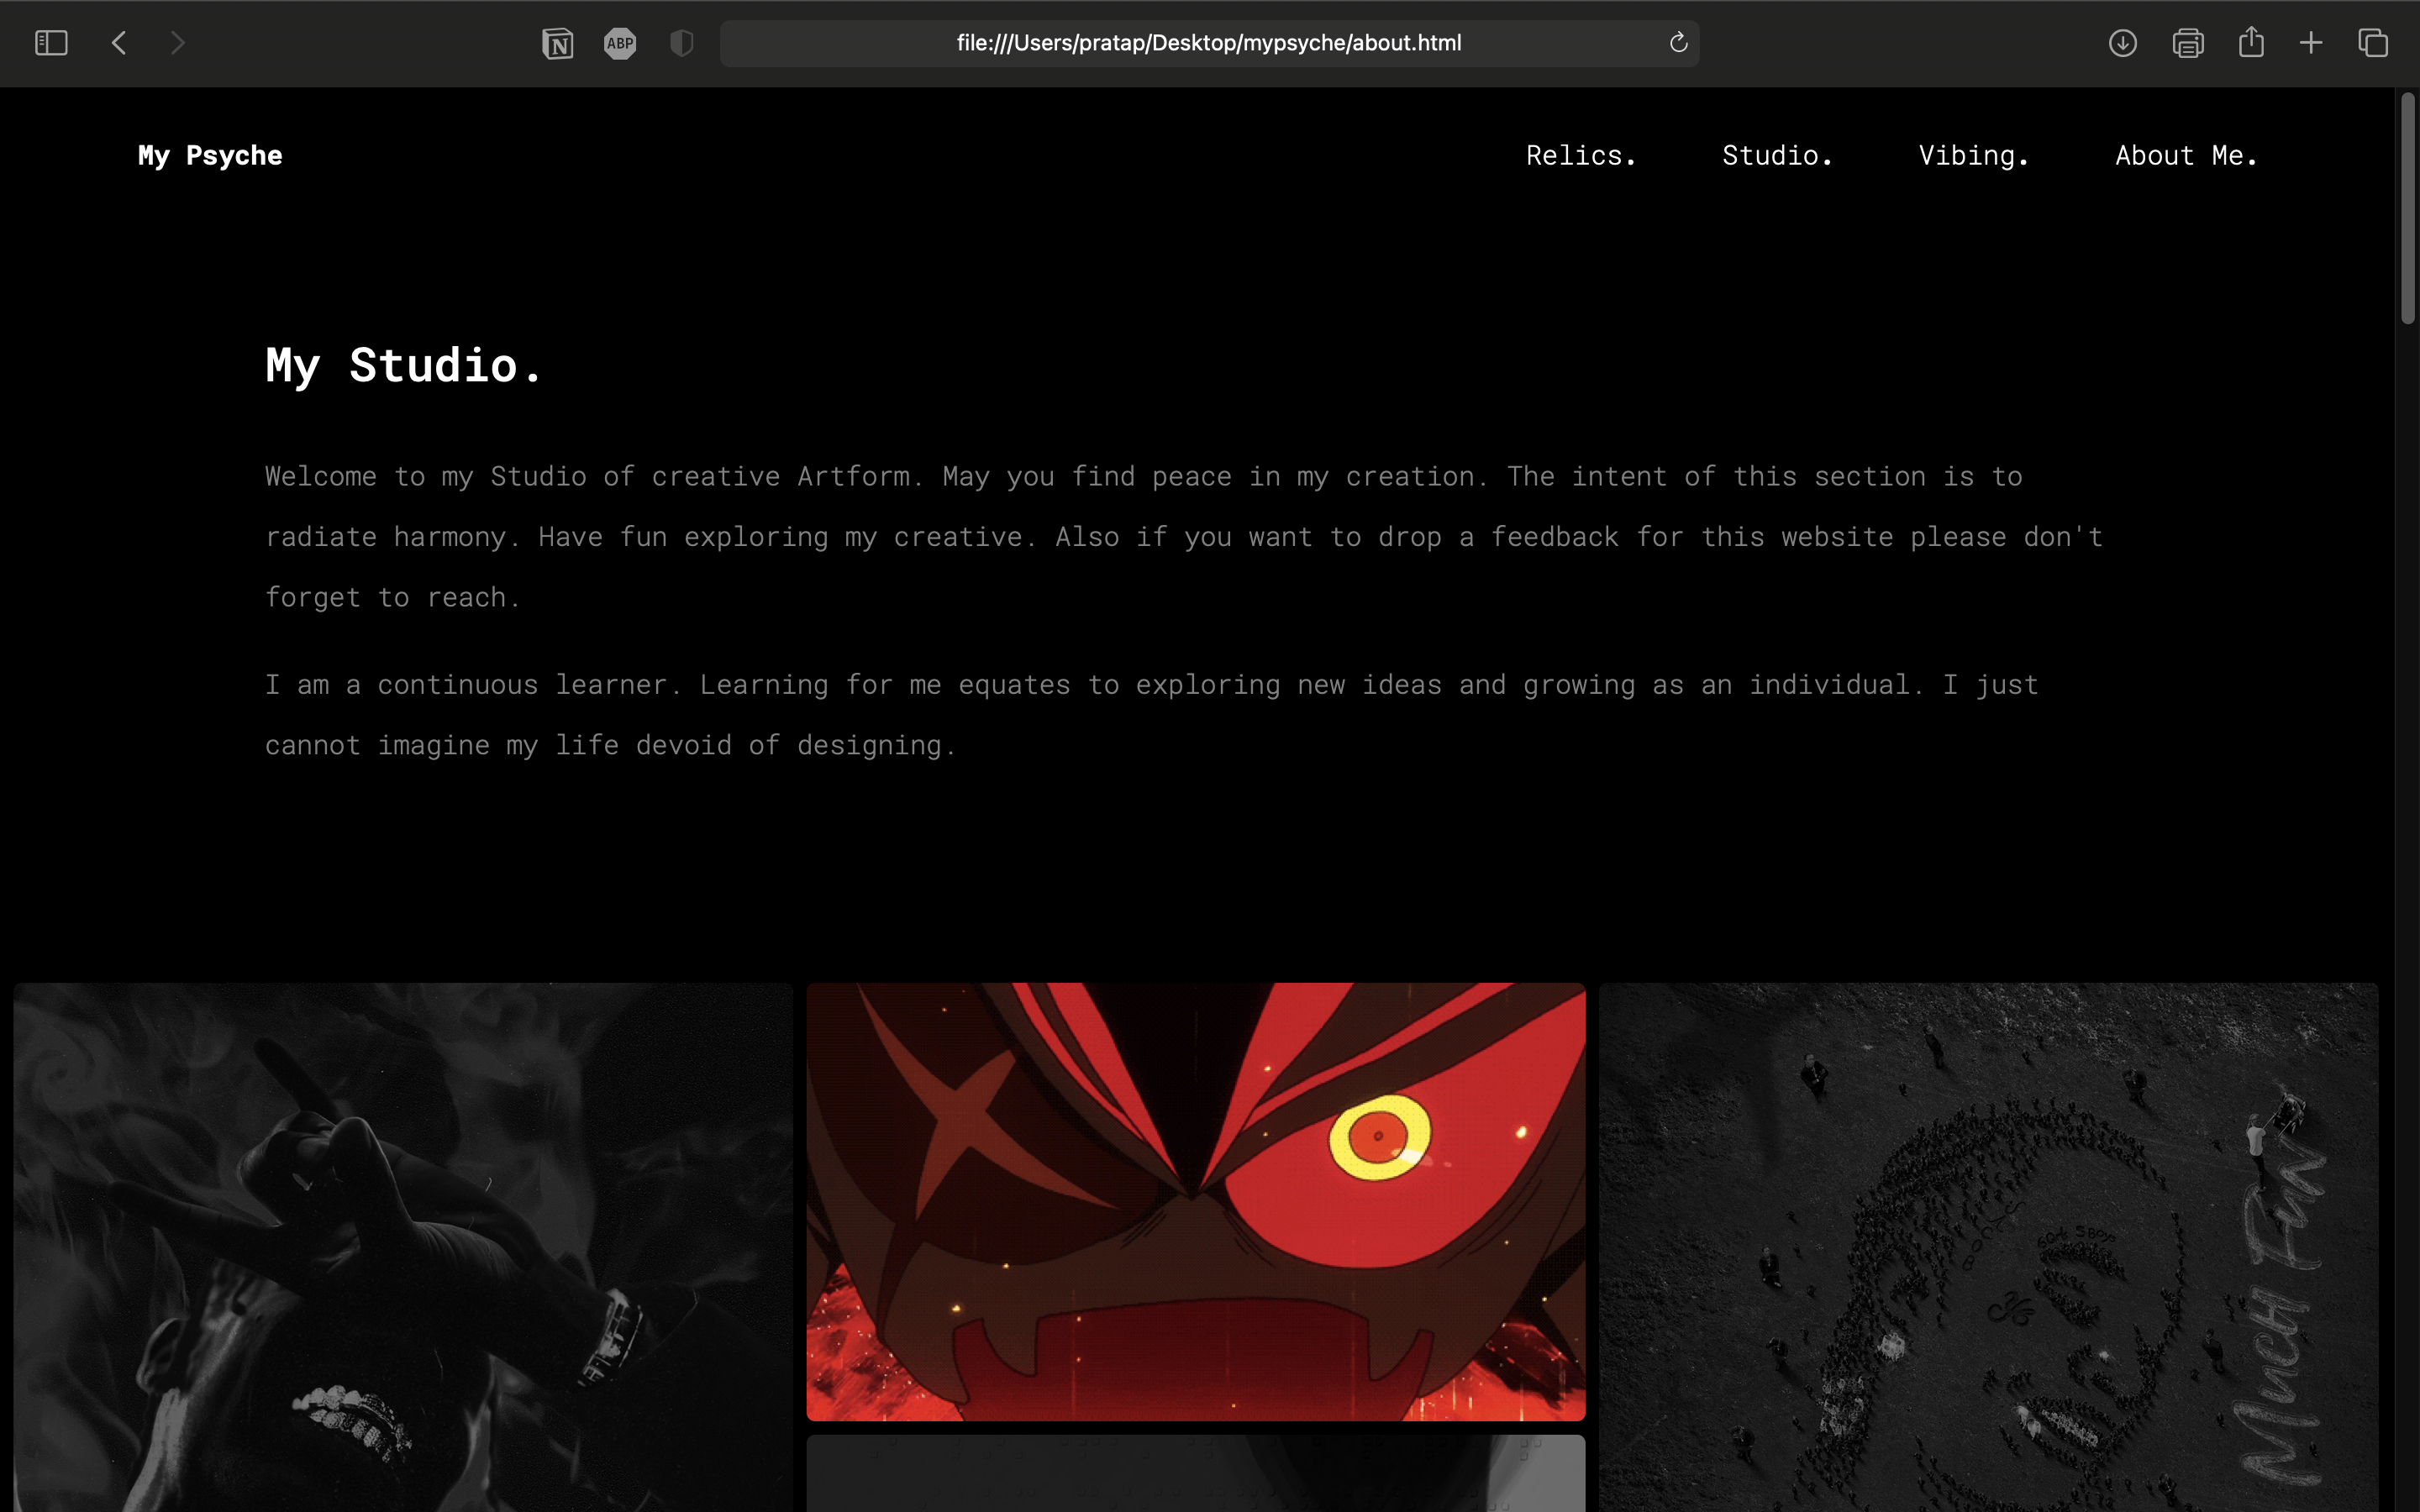 ABP
file:///Users/pratap/Desktop/mypsyche/about.html
My Psyche
Relics.
Studio.
Vibing.
About Me.
My Studio.
Welcome to my Studio of creative Artform. May you find peace in my creation. The intent of this section is to
radiate harmony. Have fun exploring my creative. Also if you want to drop a feedback for this website please don't
forget to reach.
I am a continuous learner. Learning for me equates to exploring new ideas and growing as an individual. I just
cannot imagine my life devoid of designing.
MucH FuN